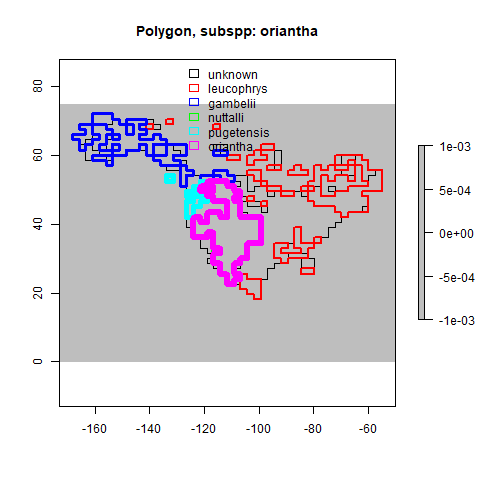 Polygon, subspp: oriantha
unknown
leucophrys
gambelii
nuttalli
pugetensis
oriantha
80
60
40
20
0
-160
-140
-120
-100
-80
-60
1e-03
5e-04
0e+00
-5e-04
-1e-03